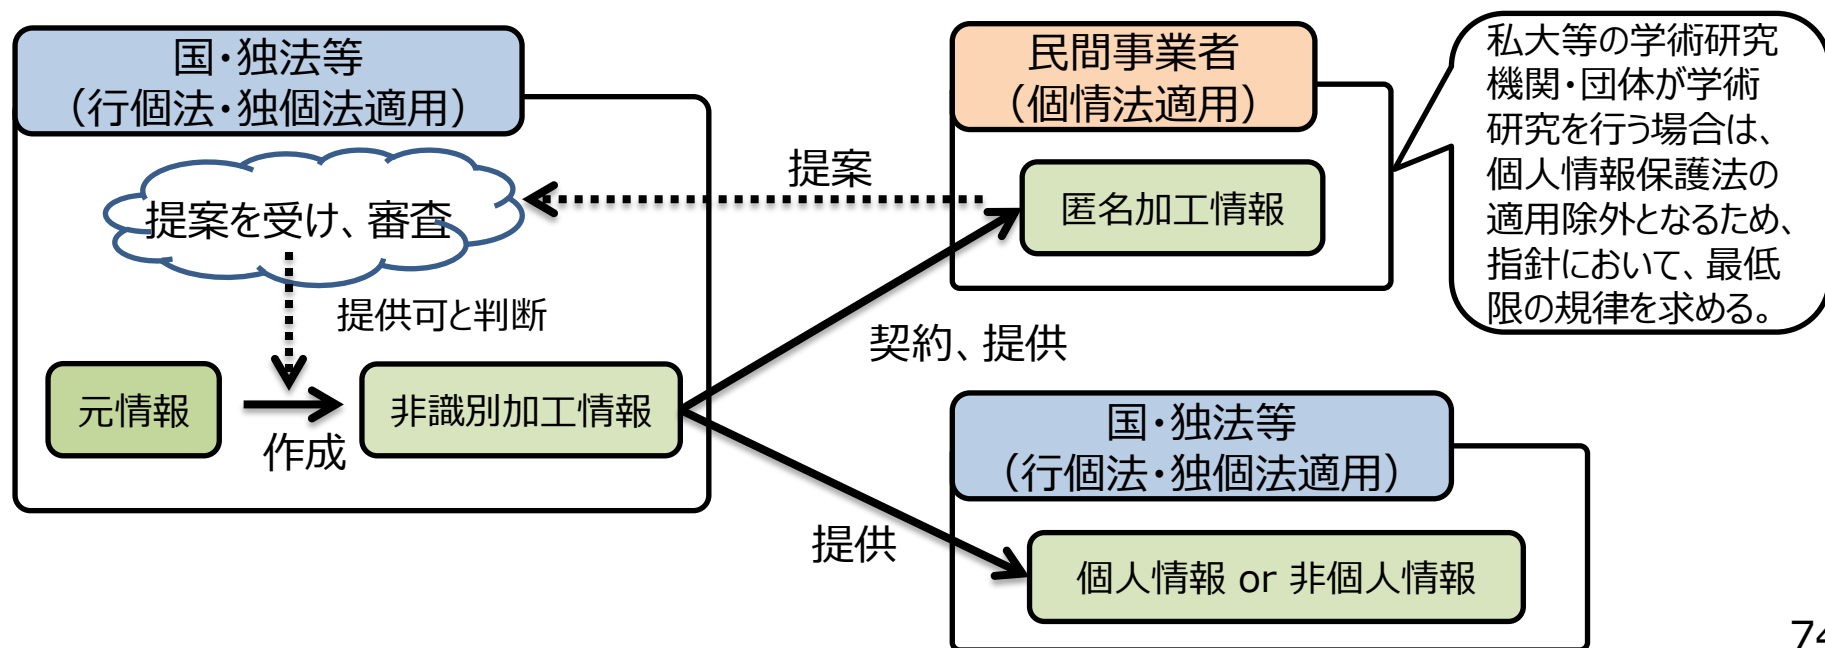 国・独法等
（行個法・独個法適用）
提案を受け、審査
提供可と判断
元情報
作成
非識別加工情報
提案
民間事業者
（個情法適用）
匿名加工情報
契約、提供
私大等の学術研究
機関・団体が学術
研究を行う場合は、
個人情報保護法の
適用除外となるため、
指針において、最低
限の規律を求める。
国・独法等
（行個法・独個法適用）
提供
個人情報 or 非個人情報
74